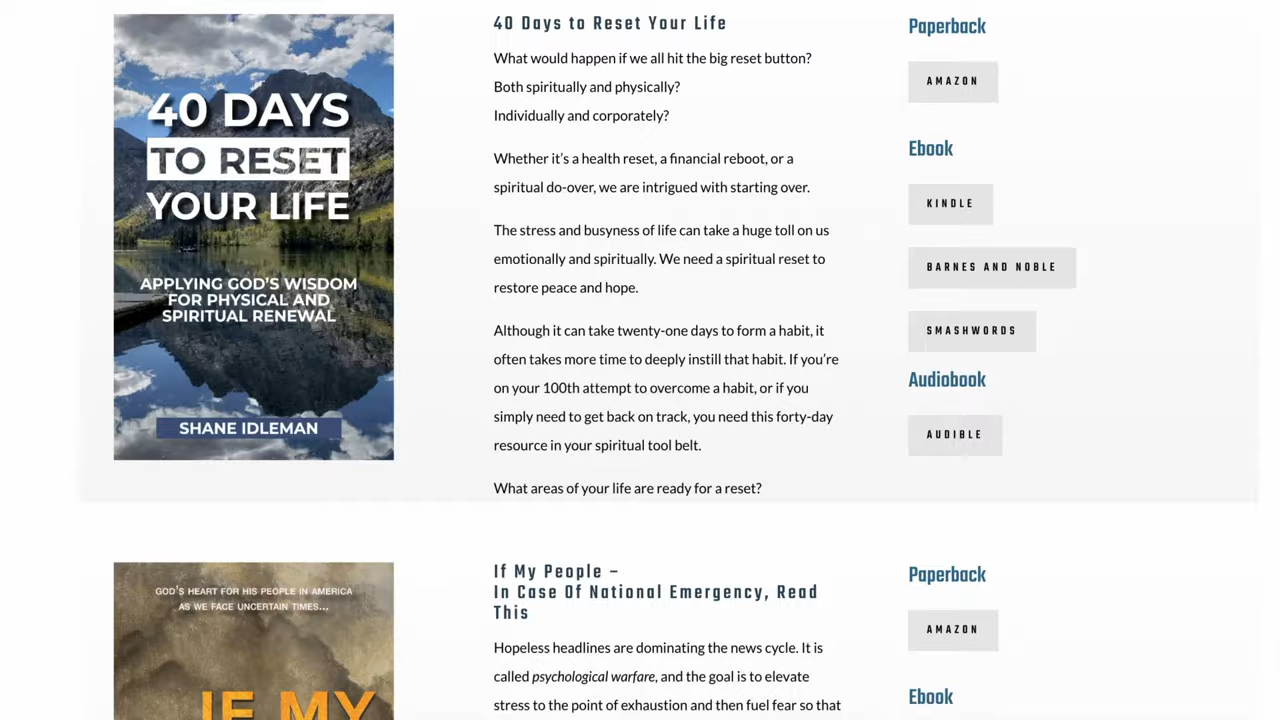 40 DAYS
TO RESET
YOUR LIFE
APPLYING GOD'S WISDOM
FOR PHYSICAL AND
SPIRITUAL RENEWAL
SHANE IDLEMAN
40 Days to Reset Your Life
What would happen if we all hit the big reset button?
Both spiritually and physically?
Individually and corporately?
Whether it's a health reset, a financial reboot, or a
spiritual do-over, we are intrigued with starting over.
The stress and busyness of life can take a huge toll on us
emotionally and spiritually. We need a spiritual reset to
restore peace and hope.
Although it can take twenty-one days to form a habit, it
often takes more time to deeply instill that habit. If you're
on your 100th attempt to overcome a habit, or if you
simply need to get back on track, you need this forty-day
resource in your spiritual tool belt.
What areas of your life are ready for a reset?
Paperback
AMAZON
Ebook
KINDLE
BARNES AND NOBLE
SMASHWORDS
Audiobook
AUDIBLE
GOD'S HEART FOR HIS PEOPLE IN AMERICA
AS WE FACE UNCERTAIN TIMES...
IF MY
If My People –
In Case Of National Emergency, Read
This
Hopeless headlines are dominating the news cycle. It is
called psychological warfare, and the goal is to elevate
stress to the point of exhaustion and then fuel fear so that
Paperback
AMAZON
Ebook